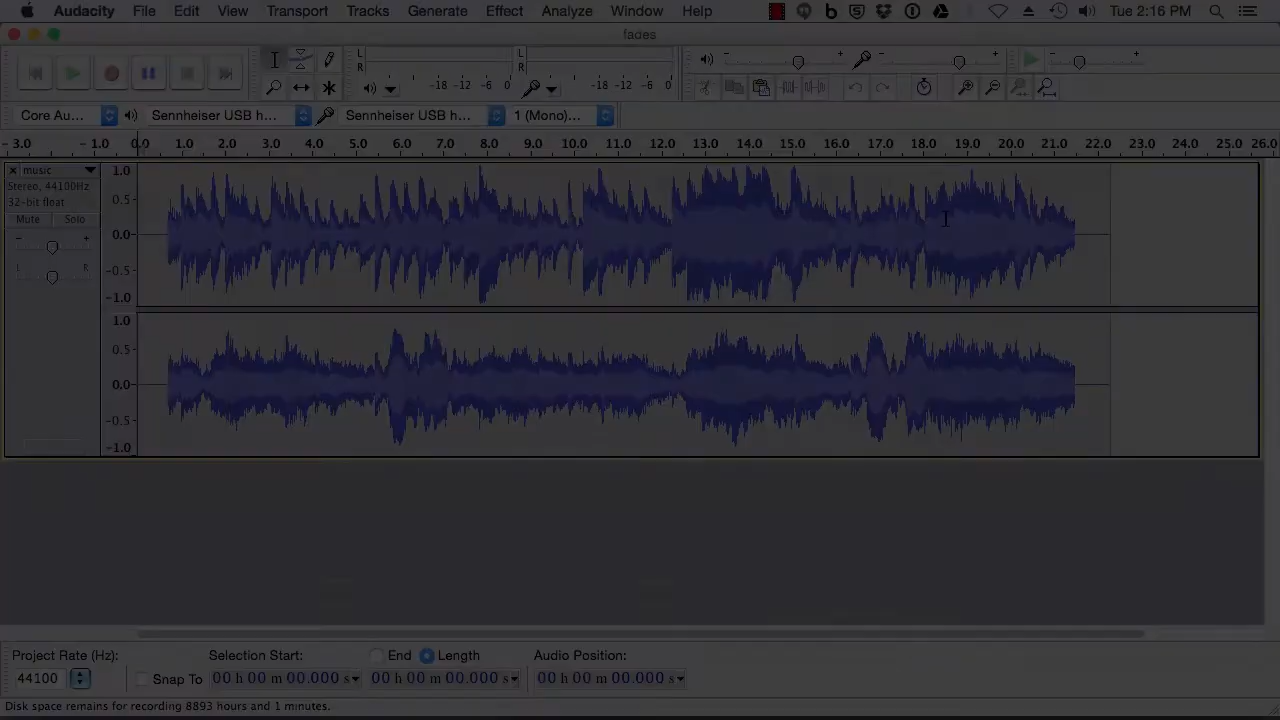 Audacity File Edit View Transport Tracks Generate Effect Analyze Window Help Tue 2:16 PM
fades
L R -18 -12 -6 0 L R -18 -12 -6 0
Core Au... Sennheiser USB h... Sennheiser USB h... 1 (Mono)...
-3.0 -1.0 0.0 1.0 2.0 3.0 4.0 5.0 6.0 7.0 8.0 9.0 10.0 11.0 12.0 13.0 14.0 15.0 16.0 17.0 18.0 19.0 20.0 21.0 22.0 23.0 24.0 25.0 26.0
music
Stereo, 44100Hz
32-bit float
Mute Solo
- +
L R
1.0
0.5
0.0
-0.5
-1.0
1.0
0.5
0.0
-0.5
-1.0
Project Rate (Hz): Selection Start: End Length Audio Position:
44100 Snap To 00 h 00 m 00.000 s 00 h 00 m 00.000 s 00 h 00 m 00.000 s
Disk space remains for recording 8893 hours and 1 minutes.